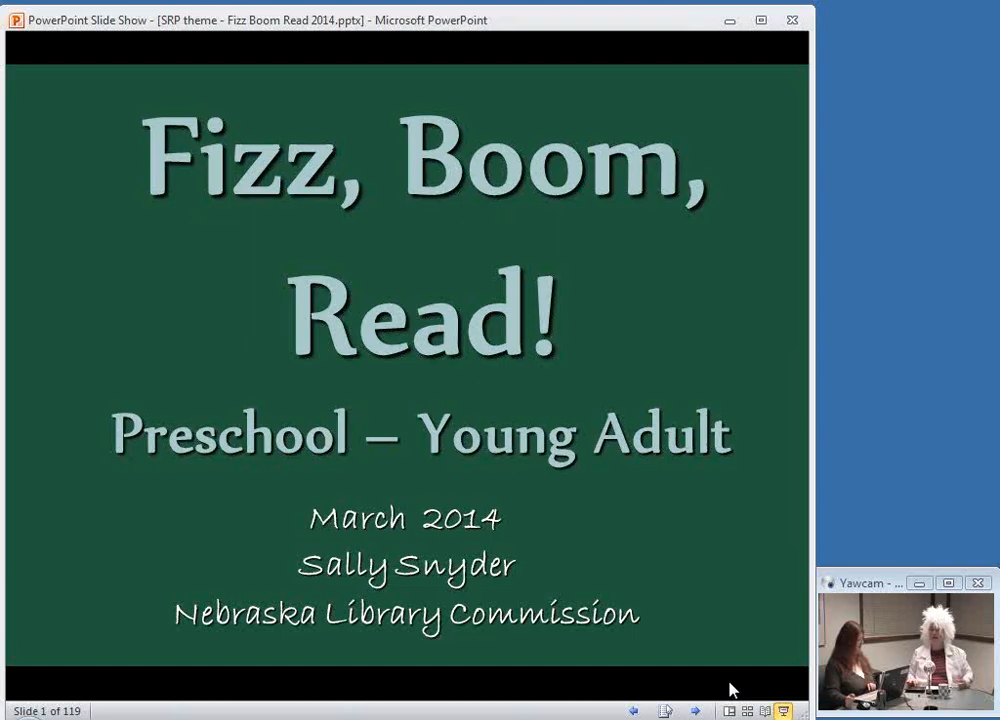 PowerPoint Slide Show - [SRP theme - Fizz Boom Read 2014.pptx] - Microsoft PowerPoint
Fizz, Boom,
Read!
Preschool – Young Adult
March 2014
Sally Snyder
Nebraska Library Commission
Yawcam - ...
Slide 1 of 119